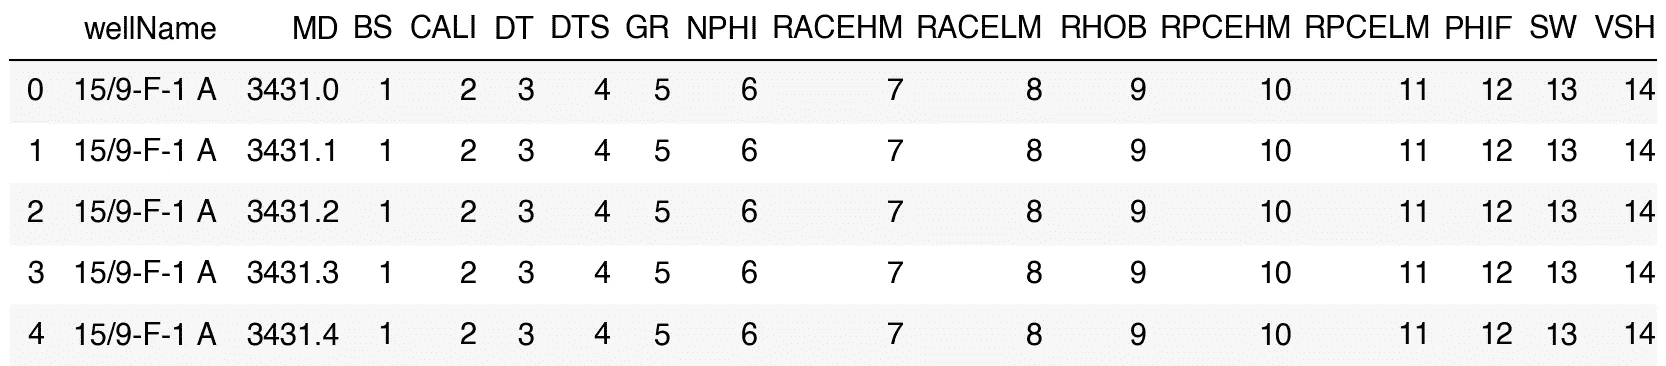 wellName MD BS CALI DT DTS GR NPHI RACEHM RACELM RHOB RPCEHM RPCELM PHIF SW VSH
0 15/9-F-1 A 3431.0 1 2 3 4 5 6 7 8 9 10 11 12 13 14
1 15/9-F-1 A 3431.1 1 2 3 4 5 6 7 8 9 10 11 12 13 14
2 15/9-F-1 A 3431.2 1 2 3 4 5 6 7 8 9 10 11 12 13 14
3 15/9-F-1 A 3431.3 1 2 3 4 5 6 7 8 9 10 11 12 13 14
4 15/9-F-1 A 3431.4 1 2 3 4 5 6 7 8 9 10 11 12 13 14